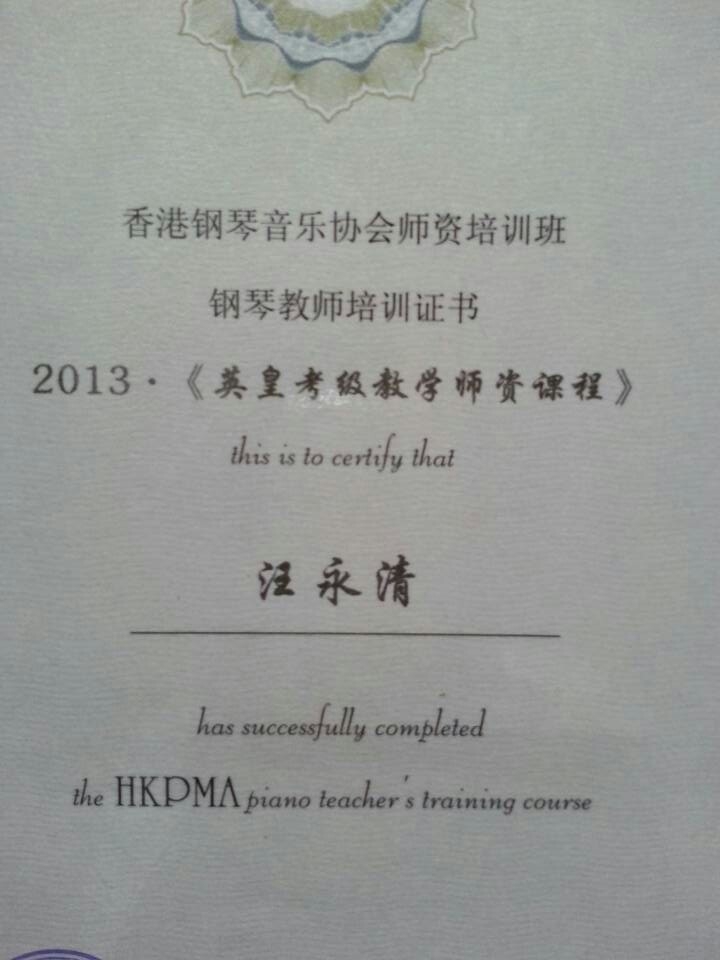 香港钢琴音乐协会师资培训班
钢琴教师培训证书
2013·《英皇考级教学师资课程》
this is to certify that
汪永清
has successfully completed
the HKPMA piano teacher's training course